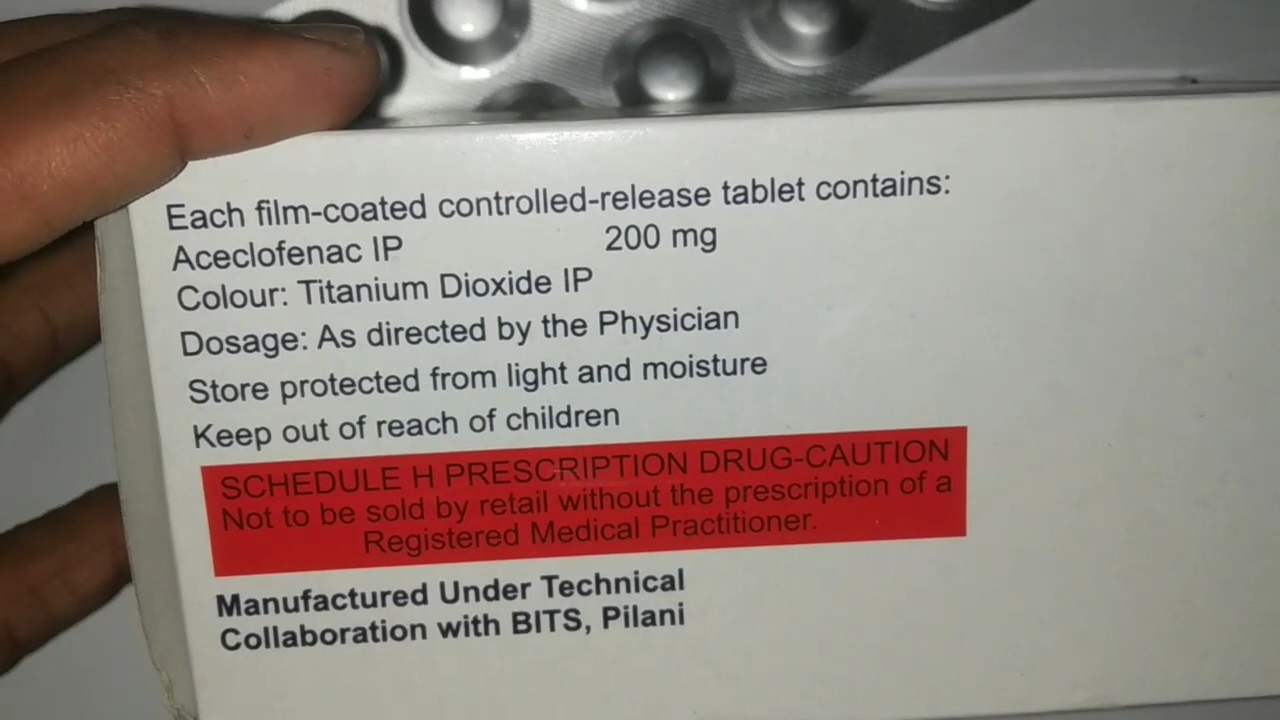 Each film-coated controlled-release tablet contains:
Aceclofenac IP 200 mg
Colour: Titanium Dioxide IP
Dosage: As directed by the Physician
Store protected from light and moisture
Keep out of reach of children
SCHEDULE H PRESCRIPTION DRUG-CAUTION
Not to be sold by retail without the prescription of a
Registered Medical Practitioner.
Manufactured Under Technical
Collaboration with BITS, Pilani